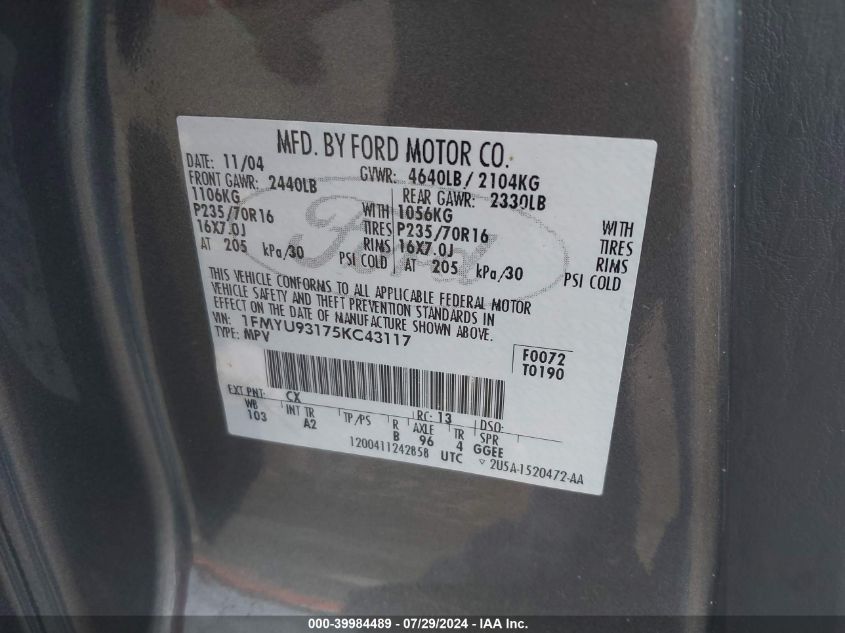 MFD. BY FORD MOTOR CO.
DATE: 11/04 GVWR: 4640LB/ 2104KG
FRONT GAWR: 2440LB REAR GAWR: 2330LB
1106KG WITH 1056KG WITH
P235/70R16 TIRES P235/70R16 TIRES
16X7.0J RIMS 16X7.0J RIMS
AT 205 kPa/30 PSI COLD AT 205 kPa/30 PSI COLD
THIS VEHICLE CONFORMS TO ALL APPLICABLE FEDERAL MOTOR
VEHICLE SAFETY AND THEFT PREVENTION STANDARDS IN
EFFECT ON THE DATE OF MANUFACTURE SHOWN ABOVE.
VIN: 1FMYU93175KC43117
TYPE: MPV
F0072
T0190
EXT PNT: CX RC: 13 DSO:
WB INT TR TP/PS R AXLE TR SPR
103 A2 B 96 4 GGEE
1200411242858 UTC 2U5A-1520472-AA
Ford
000-39984489 - 07/29/2024 - U.S.